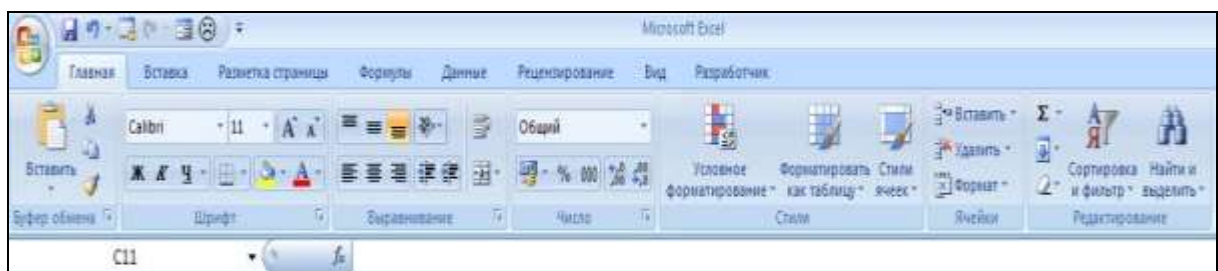 Microsoft Excel
Главная Вставка Разметка страницы Формулы Данные Рецензирование Вид Разработчик
Calibri 11 А А Общий Вставить
Ж К Ч А % 000 Условное форматирование Форматировать как таблицу Стили ячеек Удалить Сортировка и фильтр Найти и выделить
Вставить Формат
Буфер обмена Шрифт Выравнивание Число Стили Ячейки Редактирование
C11 fx